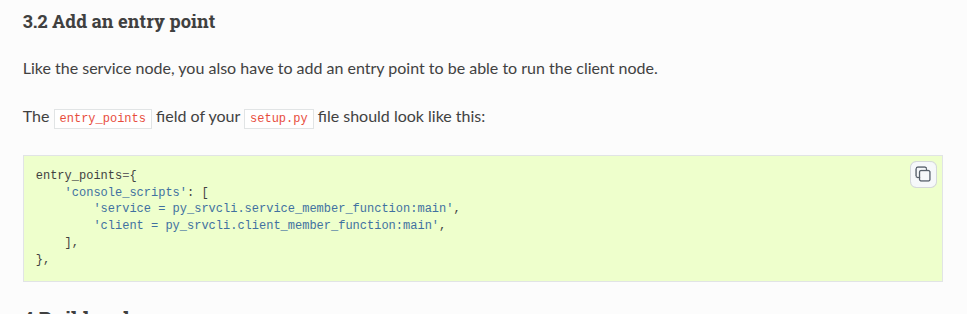 3.2 Add an entry point
Like the service node, you also have to add an entry point to be able to run the client node.
The entry_points field of your setup.py file should look like this:
entry_points={
    'console_scripts': [
        'service = py_srvcli.service_member_function:main',
        'client = py_srvcli.client_member_function:main',
    ],
},